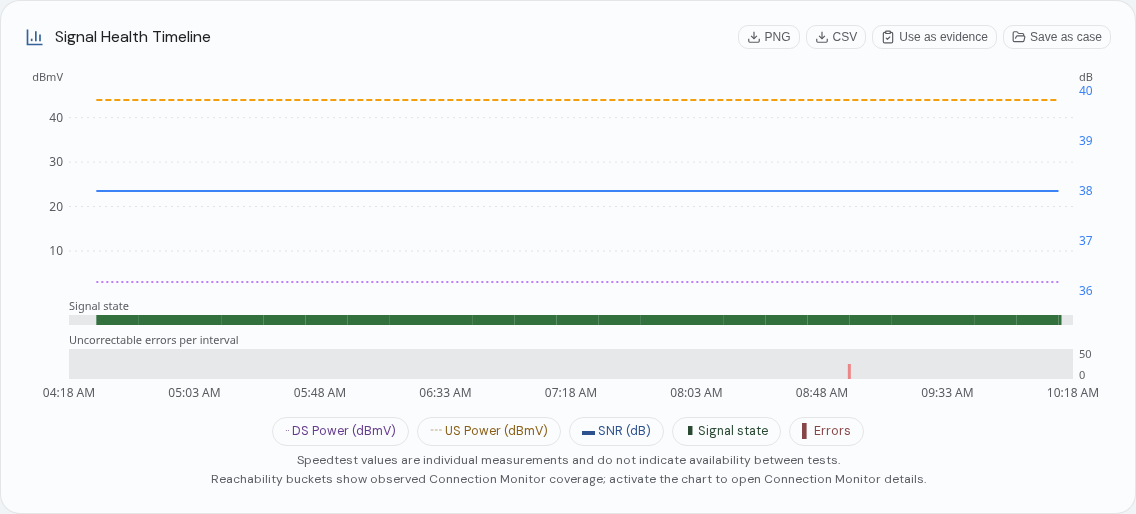 Signal Health Timeline
PNG
CSV
Use as evidence
Save as case
dBmV
dB
40
40
39
30
38
20
37
10
36
Signal state
Uncorrectable errors per interval
50
0
04:18 AM 05:03 AM 05:48 AM 06:33 AM 07:18 AM 08:03 AM 08:48 AM 09:33 AM 10:18 AM
DS Power (dBmV) US Power (dBmV) SNR (dB) Signal state Errors
Speedtest values are individual measurements and do not indicate availability between tests.
Reachability buckets show observed Connection Monitor coverage; activate the chart to open Connection Monitor details.